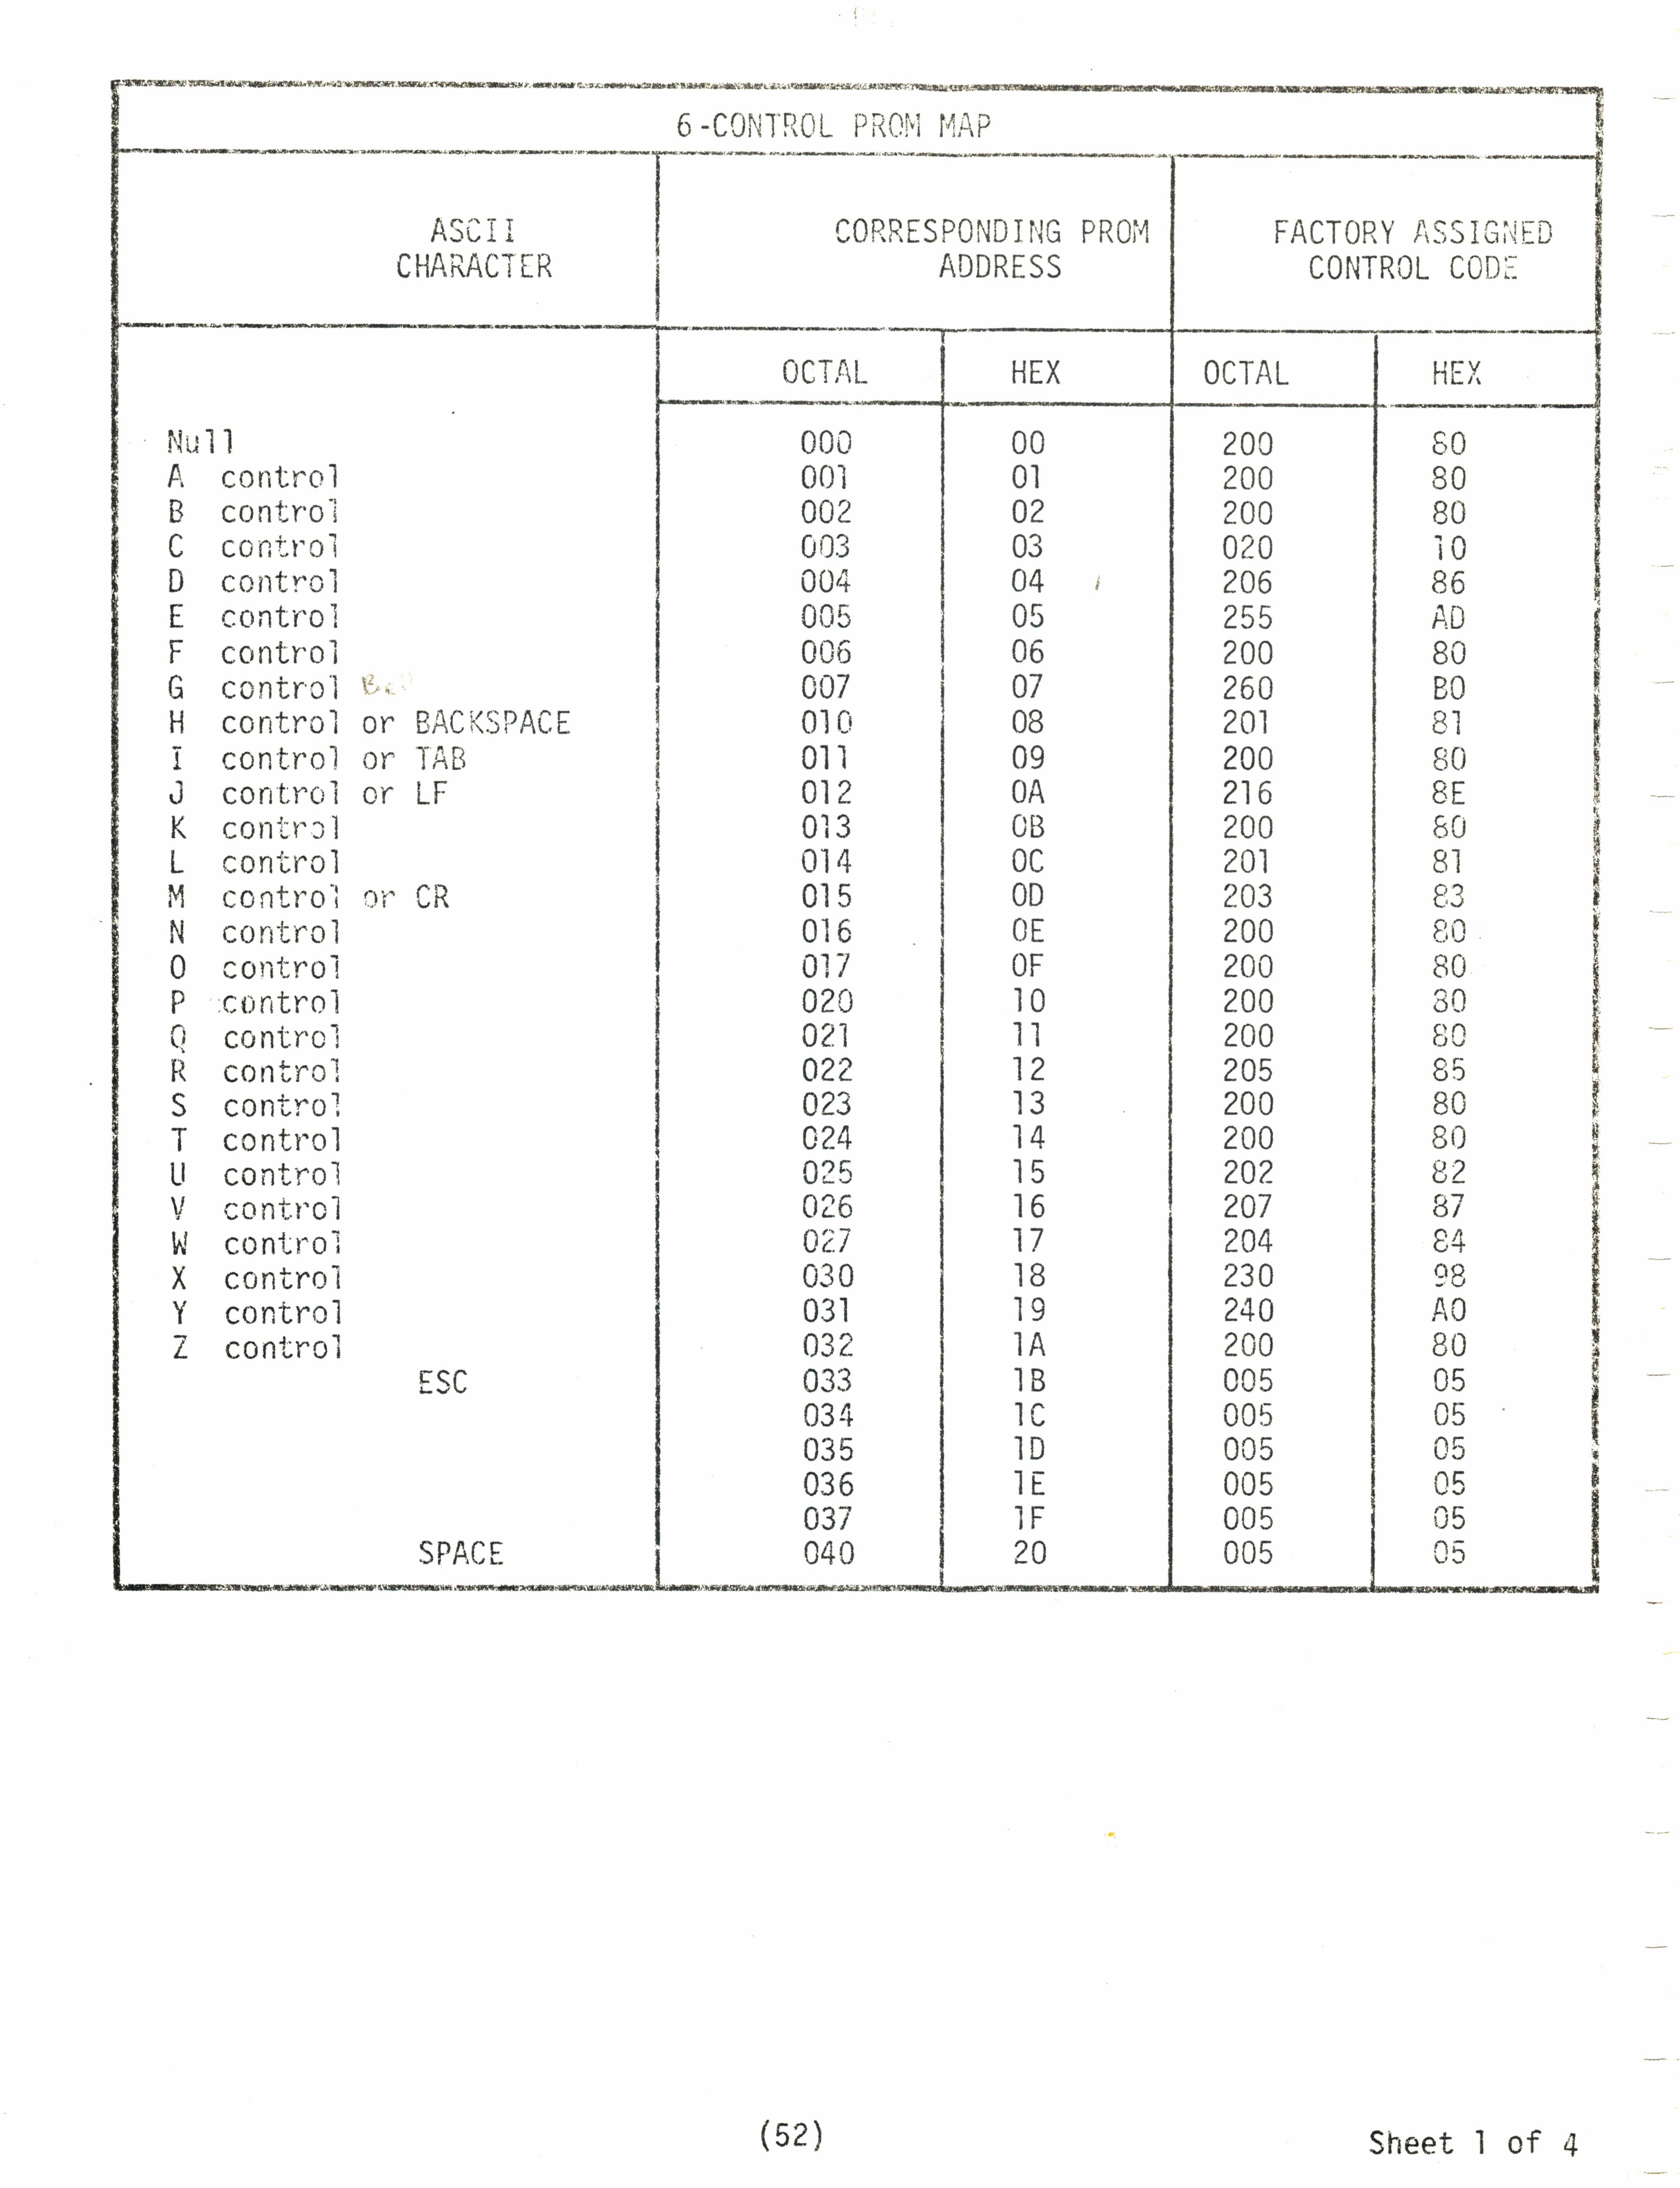 6-CONTROL PROM MAP
ASCII CORRESPONDING PROM FACTORY ASSIGNED
CHARACTER ADDRESS CONTROL CODE
OCTAL HEX OCTAL HEX
Null 000 00 200 80
A control 001 01 200 80
B control 002 02 200 80
C control 003 03 020 10
D control 004 04 206 86
E control 005 05 255 AD
F control 006 06 200 80
G control Bell 007 07 260 B0
H control or BACKSPACE 010 08 201 81
I control or TAB 011 09 200 80
J control or LF 012 0A 216 8E
K control 013 0B 200 80
L control 014 0C 201 81
M control or CR 015 0D 203 83
N control 016 0E 200 80
O control 017 0F 200 80
P control 020 10 200 80
Q control 021 11 200 80
R control 022 12 205 85
S control 023 13 200 80
T control 024 14 200 80
U control 025 15 202 82
V control 026 16 207 87
W control 027 17 204 84
X control 030 18 230 98
Y control 031 19 240 A0
Z control 032 1A 200 80
ESC 033 1B 005 05
034 1C 005 05
035 1D 005 05
036 1E 005 05
037 1F 005 05
SPACE 040 20 005 05
(52)
Sheet 1 of 4